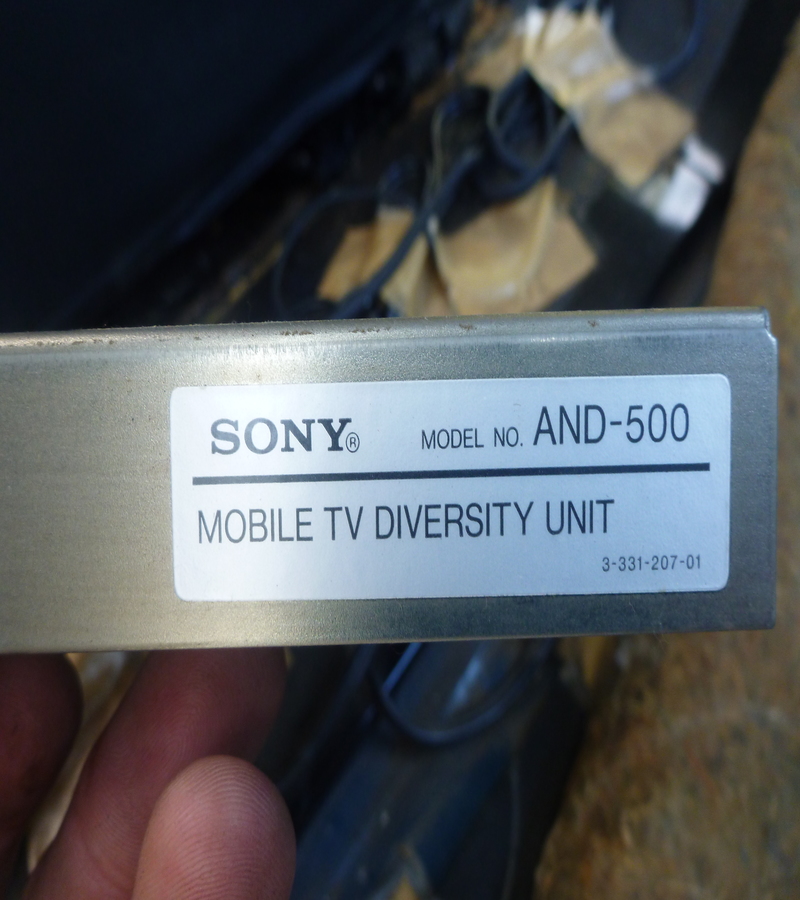 SONY® MODEL NO. AND-500
MOBILE TV DIVERSITY UNIT
3-331-207-01